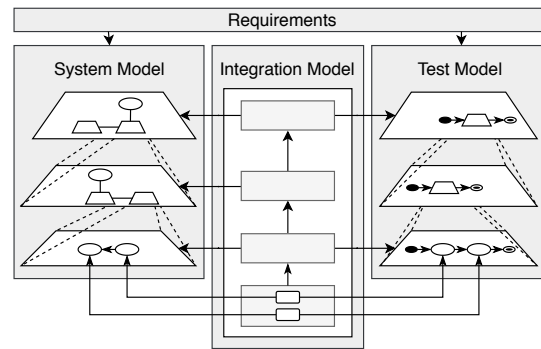 Requirements
System Model
Integration Model
Test Model